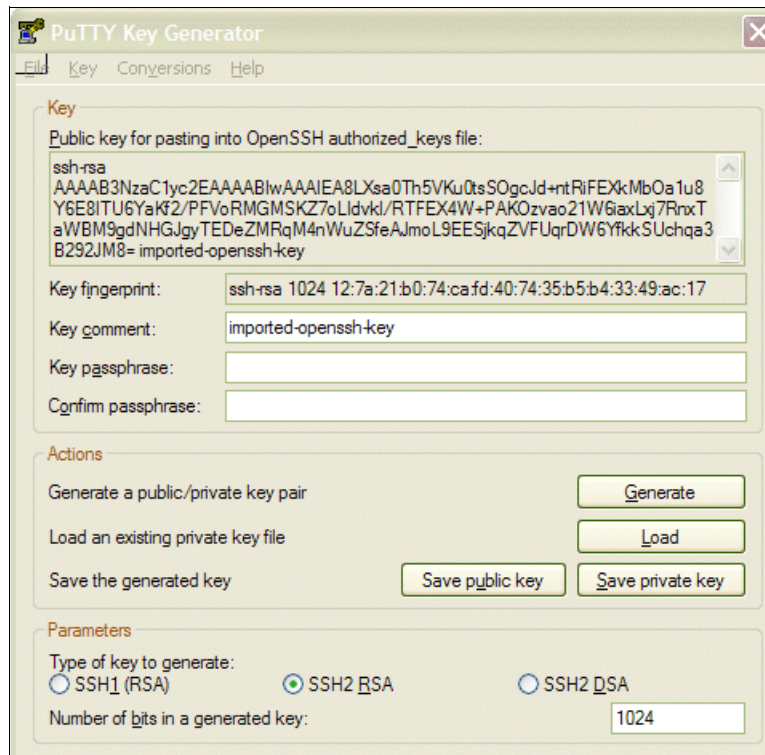 PuTTY Key Generator
File Key Conversions Help
Key
Public key for pasting into OpenSSH authorized_keys file:
ssh-rsa
AAAAB3NzaC1yc2EAAAABIwAAAIEA8LXsa0Th5VKu0tsSOgcJd+ntRiFEXkMbOa1u8
Y6E8ITU6YaKf2/PFVoRMGMSKZ7oLIdvkI/RTFEX4W+PAKOzvao21W6iaxLxj7RnxT
aWBM9gdNHGJgyTEDeZMRqM4nWuZSfeAJmoL9EESjkqZVFUqrDW6YfkkSUchqa3
B292JM8= imported-openssh-key
Key fingerprint: ssh-rsa 1024 12:7a:21:b0:74:ca:fd:40:74:35:b5:b4:33:49:ac:17
Key comment: imported-openssh-key
Key passphrase:
Confirm passphrase:
Actions
Generate a public/private key pair Generate
Load an existing private key file Load
Save the generated key Save public key Save private key
Parameters
Type of key to generate:
SSH1 (RSA) SSH2 RSA SSH2 DSA
Number of bits in a generated key: 1024